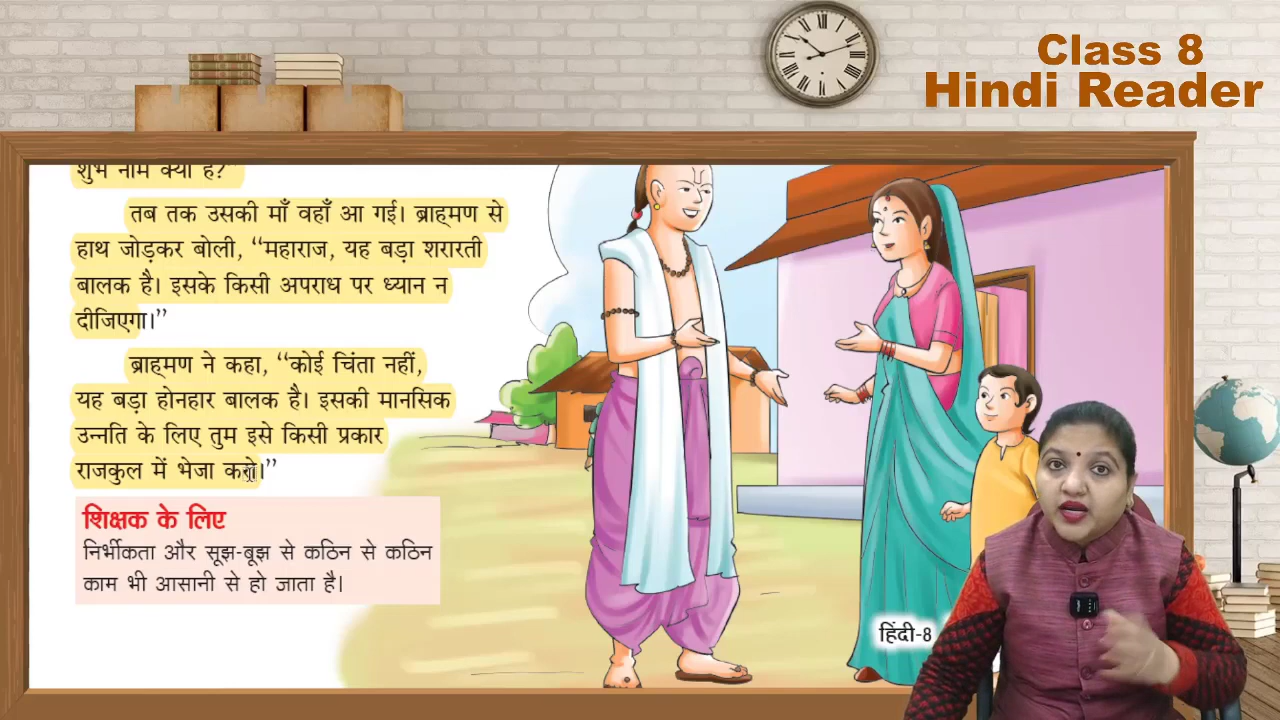 Class 8
Hindi Reader
शुभ नाम क्या है?”
तब तक उसकी माँ वहाँ आ गई। ब्राह्मण से
हाथ जोड़कर बोली, “महाराज, यह बड़ा शरारती
बालक है। इसके किसी अपराध पर ध्यान न
दीजिएगा।”
ब्राह्मण ने कहा, “कोई चिंता नहीं,
यह बड़ा होनहार बालक है। इसकी मानसिक
उन्नति के लिए तुम इसे किसी प्रकार
राजकुल में भेजा करो।”
शिक्षक के लिए
निर्भीकता और सूझ-बूझ से कठिन से कठिन
काम भी आसानी से हो जाता है।
हिंदी-8